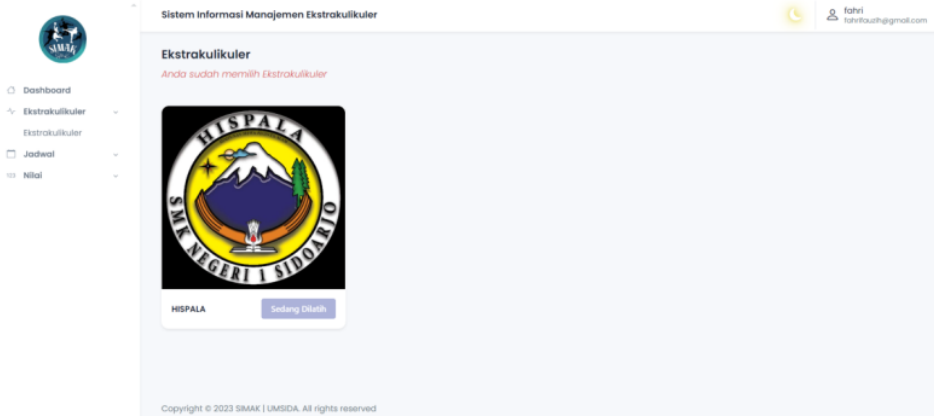 SIMAK
Dashboard
Ekstrakulikuler
Ekstrakulikuler
Jadwal
123 Nilai
Sistem Informasi Manajemen Ekstrakulikuler
fahri
fahrifauzih@gmail.com
Ekstrakulikuler
Anda sudah memilih Ekstrakulikuler
HISPALA
SMK NEGERI 1 SIDOARJO
HISPALA
Sedang Dilatih
Copyright © 2023 SIMAK | UMSIDA. All rights reserved